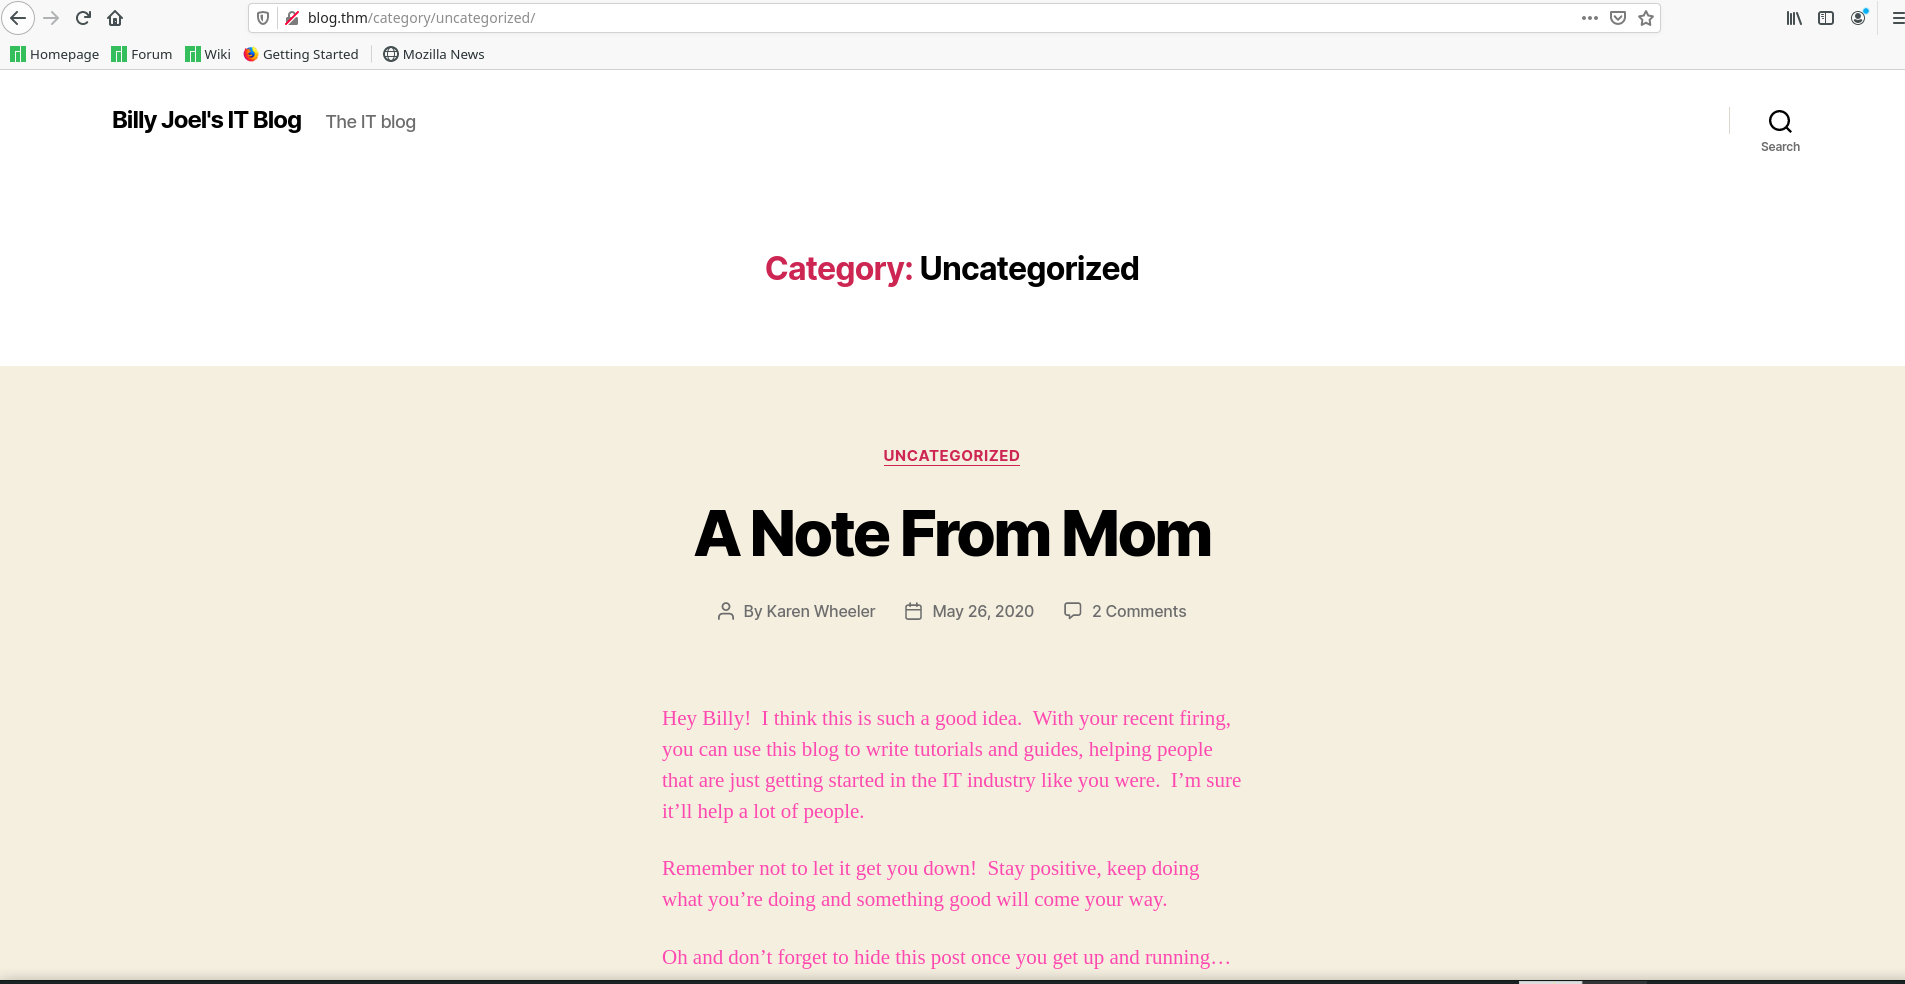 blog.thm/category/uncategorized/
Homepage Forum Wiki Getting Started Mozilla News
Billy Joel's IT Blog The IT blog
Search
Category: Uncategorized
UNCATEGORIZED
A Note From Mom
By Karen Wheeler May 26, 2020 2 Comments
Hey Billy!  I think this is such a good idea.  With your recent firing,
you can use this blog to write tutorials and guides, helping people
that are just getting started in the IT industry like you were.  I’m sure
it’ll help a lot of people.
Remember not to let it get you down!  Stay positive, keep doing
what you’re doing and something good will come your way.
Oh and don’t forget to hide this post once you get up and running…